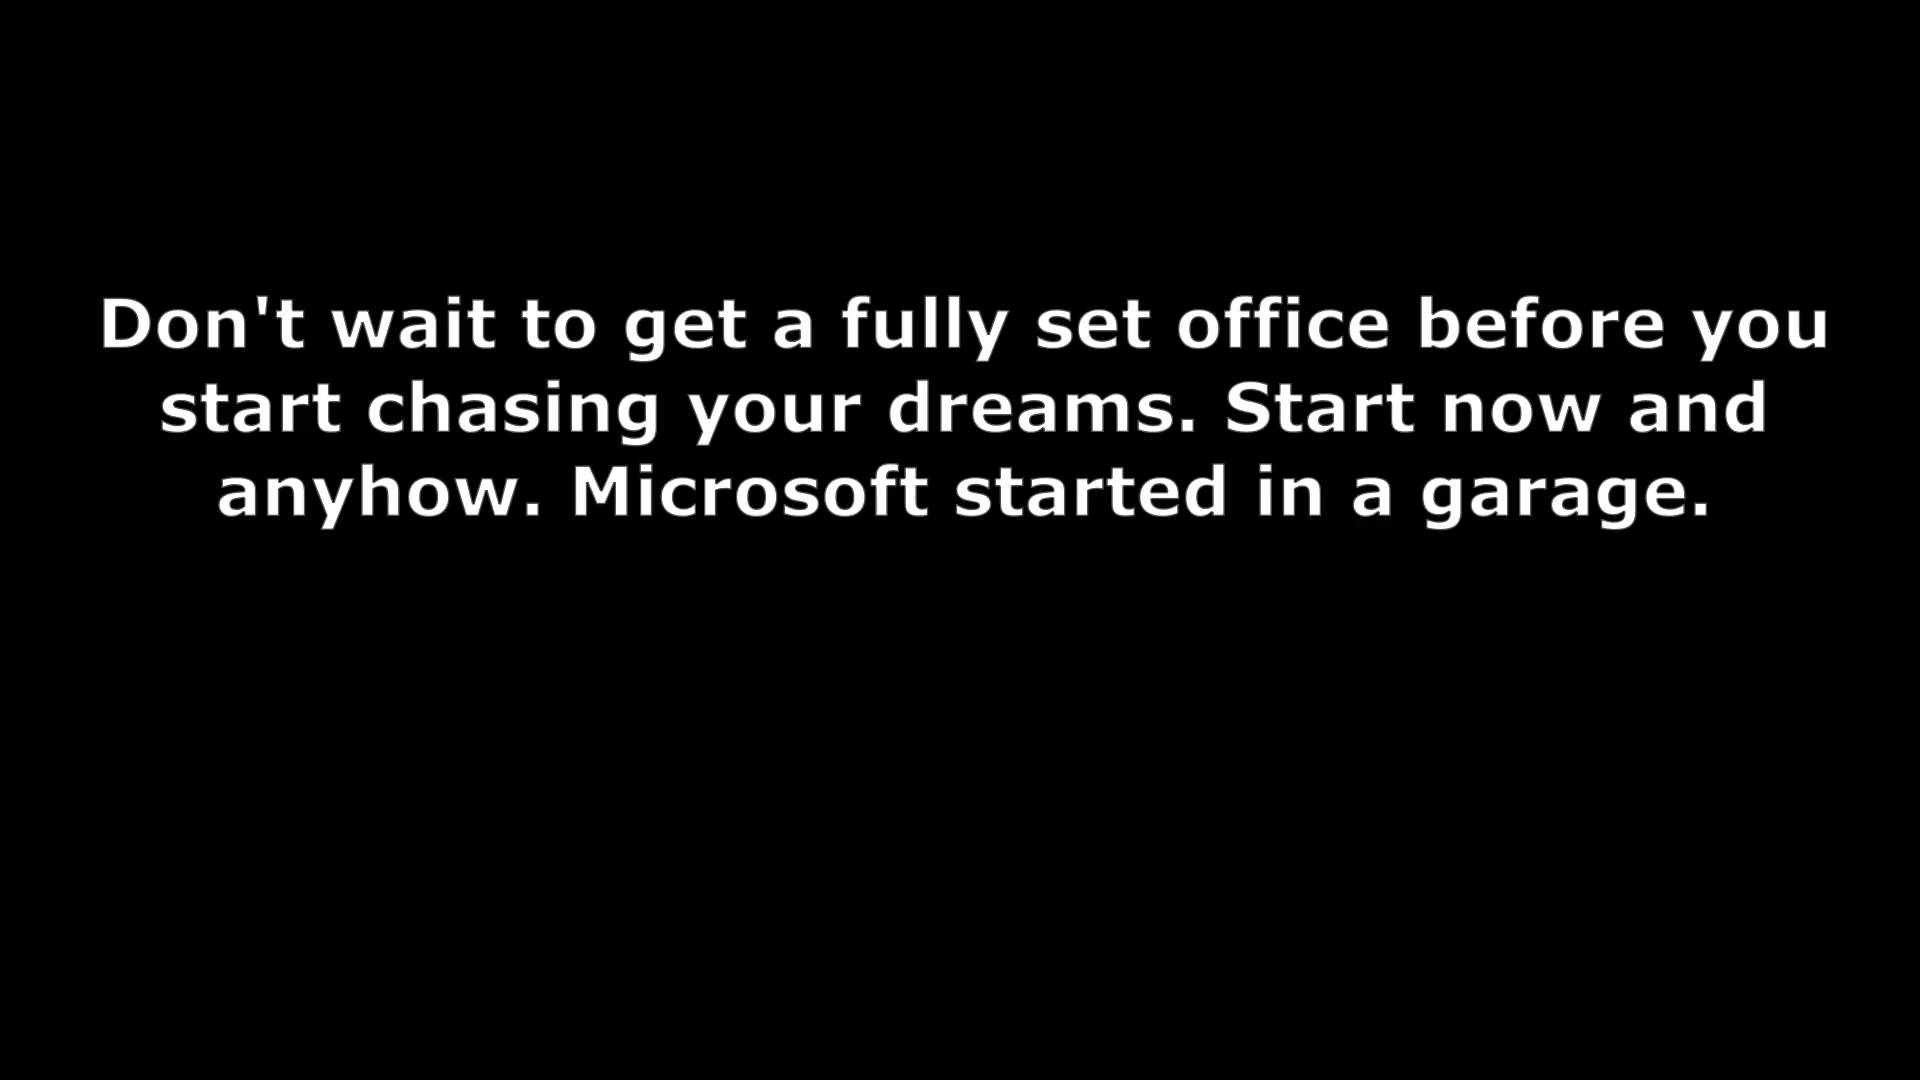 Don't wait to get a fully set office before you
start chasing your dreams. Start now and
anyhow. Microsoft started in a garage.